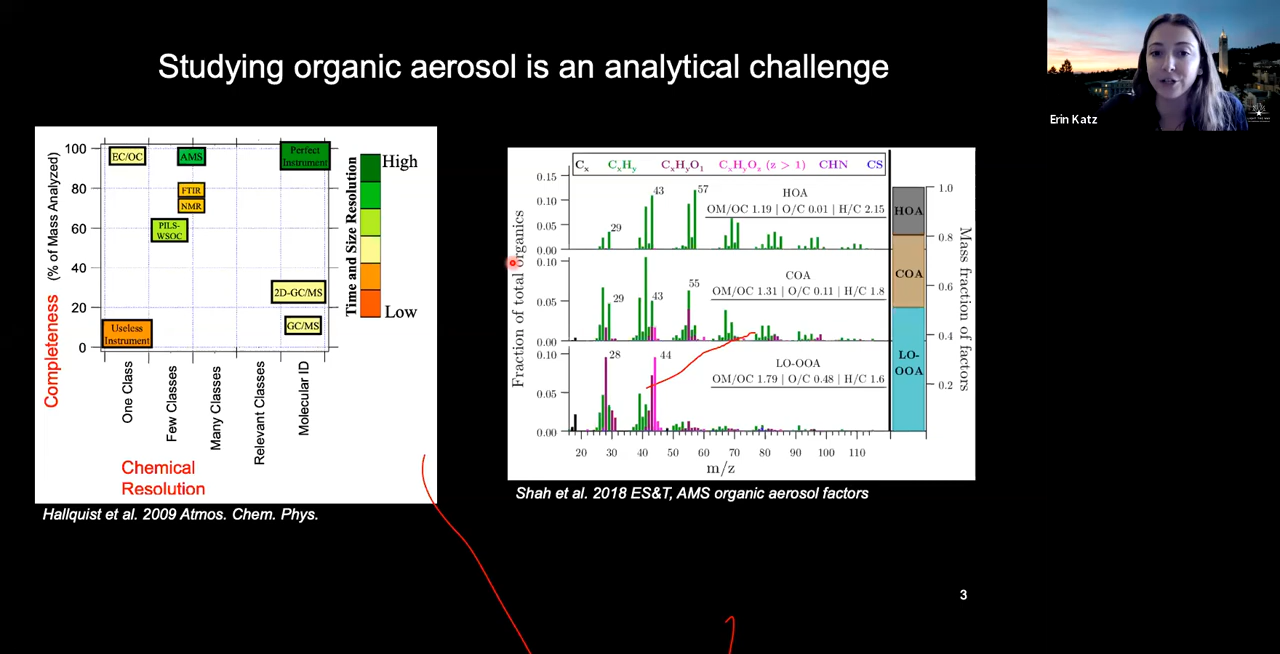 Studying organic aerosol is an analytical challenge
Erin Katz
Completeness (% of Mass Analyzed)
100
80
60
40
20
0
EC/OC
AMS
Perfect
Instrument
FTIR
NMR
PILS-
WSOC
2D-GC/MS
GC/MS
Useless
Instrument
One Class
Few Classes
Many Classes
Relevant Classes
Molecular ID
Chemical
Resolution
Time and Size Resolution
High
Low
Hallquist et al. 2009 Atmos. Chem. Phys.
Cx CxHy CxHyO1 CxHyOz (z > 1) CHN CS
Fraction of total organics
0.15
0.10
0.05
0.00
29
43
57
HOA
OM/OC 1.19 | O/C 0.01 | H/C 2.15
0.10
0.05
0.00
29
43
55
COA
OM/OC 1.31 | O/C 0.11 | H/C 1.8
0.10
0.05
0.00
28
44
LO-OOA
OM/OC 1.79 | O/C 0.48 | H/C 1.6
20 30 40 50 60 70 80 90 100 110
m/z
HOA
COA
LO-
OOA
1.0
0.8
0.6
0.4
0.2
Mass fraction of factors
Shah et al. 2018 ES&T, AMS organic aerosol factors
3